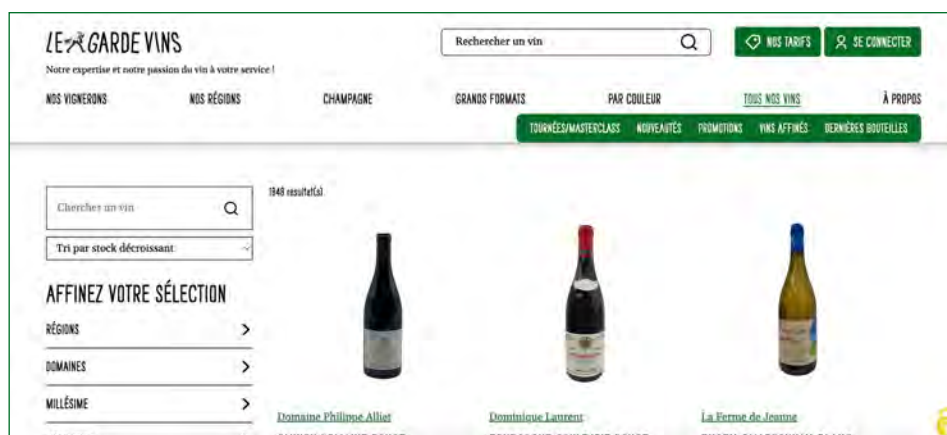 LE GARDE VINS
Rechercher un vin
NOS TARIFS
SE CONNECTER
Notre expertise et notre passion du vin à votre service !
NOS VIGNERONS NOS RÉGIONS CHAMPAGNE GRANDS FORMATS PAR COULEUR TOUS NOS VINS À PROPOS
TOURNÉES/MASTERCLASS NOUVEAUTÉS PROMOTIONS VINS AFFINÉS DERNIÈRES BOUTEILLES
Chercher un vin
Tri par stock décroissant
AFFINEZ VOTRE SÉLECTION
RÉGIONS
DOMAINES
MILLÉSIME
résultat(s)
Domaine Philippe Alliet
Dominique Laurent
La Ferme de Jeanne